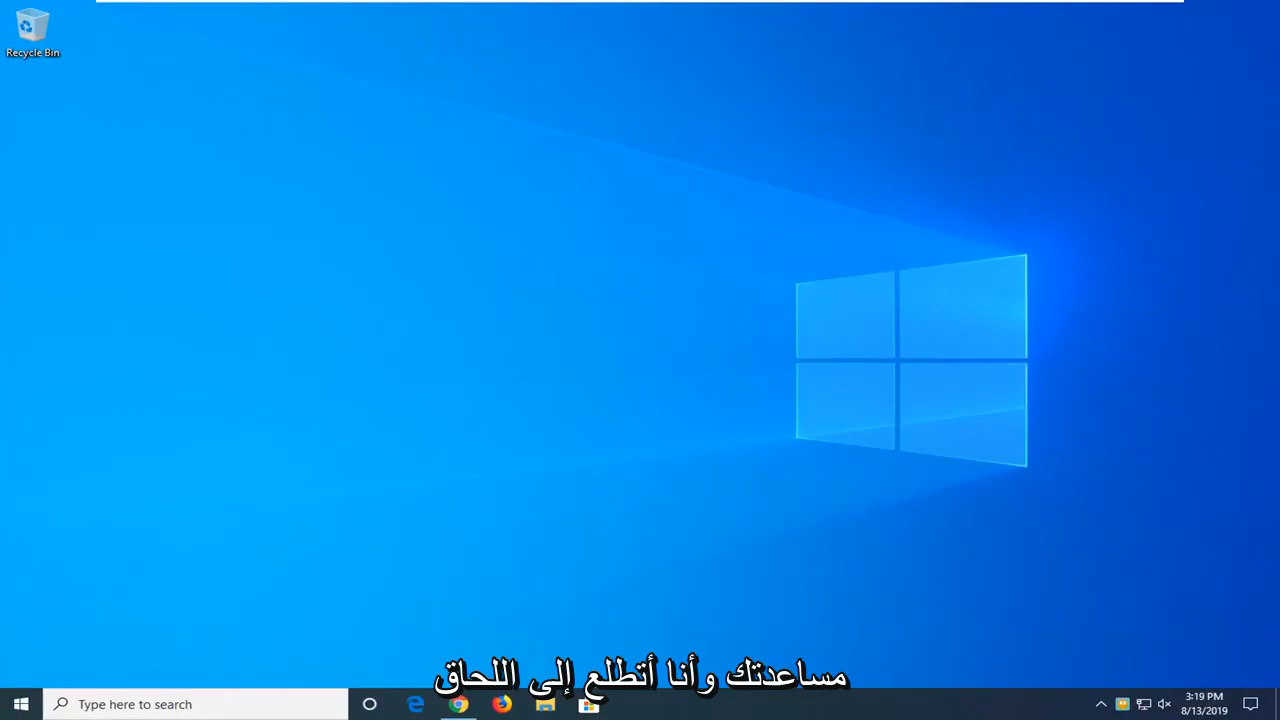 Recycle Bin
مساعدتك وأنا أتطلع إلى اللحاق
Type here to search
3:19 PM
8/13/2019